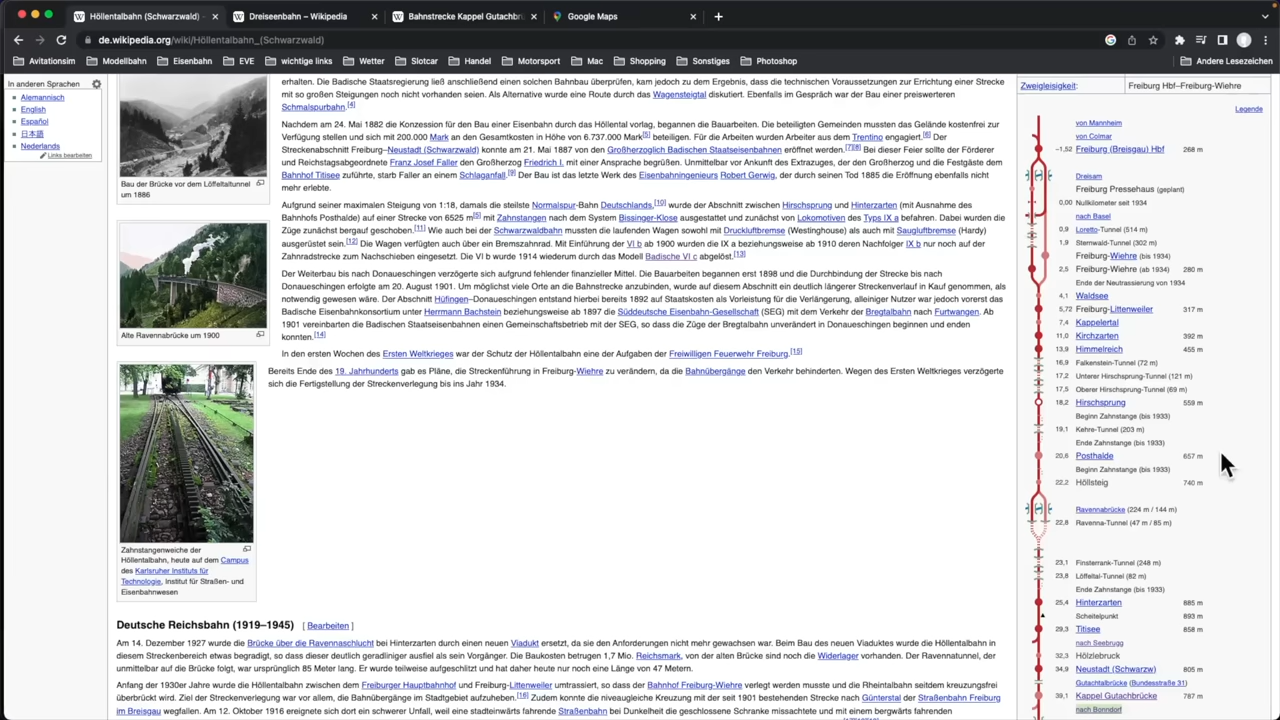 Höllentalbahn (Schwarzwald)
Dreiseenbahn – Wikipedia
Bahnstrecke Kappel Gutachbrü
Google Maps
de.wikipedia.org/wiki/Höllentalbahn_(Schwarzwald)
Avitationsim
Modellbahn
Eisenbahn
EVE
wichtige links
Wetter
Slotcar
Handel
Motorsport
Mac
Shopping
Sonstiges
Photoshop
Andere Lesezeichen
In anderen Sprachen
Alemannisch
English
Español
日本語
Nederlands
Links bearbeiten
Bau der Brücke vor dem Löffeltaltunnel
um 1886
Alte Ravennabrücke um 1900
Zahnstangenweiche der
Höllentalbahn, heute auf dem Campus
des Karlsruher Instituts für
Technologie, Institut für Straßen- und
Eisenbahnwesen
erhalten. Die Badische Staatsregierung ließ anschließend einen solchen Bahnbau überprüfen, kam jedoch zu dem Ergebnis, dass die technischen Voraussetzungen zur Errichtung einer Strecke
mit so großen Steigungen noch nicht vorhanden seien. Als Alternative wurde eine Route durch das Wagensteigtal diskutiert. Ebenfalls im Gespräch war der Bau einer preiswerteren
Schmalspurbahn.[4]
Nachdem am 24. Mai 1882 die Konzession für den Bau einer Eisenbahn durch das Höllental vorlag, begannen die Bauarbeiten. Die beteiligten Gemeinden mussten das Gelände kostenfrei zur
Verfügung stellen und sich mit 200.000 Mark an den Gesamtkosten in Höhe von 6.737.000 Mark[5] beteiligen. Für die Arbeiten wurden Arbeiter aus dem Trentino engagiert.[6] Der
Streckenabschnitt Freiburg–Neustadt (Schwarzwald) konnte am 21. Mai 1887 von den Großherzoglich Badischen Staatseisenbahnen eröffnet werden.[7][8] Bei dieser Feier sollte der Förderer
und Reichstagsabgeordnete Franz Josef Faller den Großherzog Friedrich I. mit einer Ansprache begrüßen. Unmittelbar vor Ankunft des Extrazuges, der den Großherzog und die Festgäste dem
Bahnhof Titisee zuführte, starb Faller an einem Schlaganfall.[9] Der Bau ist das letzte Werk des Eisenbahningenieurs Robert Gerwig, der durch seinen Tod 1885 die Eröffnung ebenfalls nicht
mehr erlebte.
Aufgrund seiner maximalen Steigung von 1:18, damals die steilste Normalspur-Bahn Deutschlands,[10] wurde der Abschnitt zwischen Hirschsprung und Hinterzarten (mit Ausnahme des
Bahnhofs Posthalde) auf einer Strecke von 6525 m[5] mit Zahnstangen nach dem System Bissinger-Klose ausgestattet und zunächst von Lokomotiven des Typs IX a befahren. Dabei wurden die
Züge zunächst bergauf geschoben.[11] Wie auch bei der Schwarzwaldbahn mussten die laufenden Wagen sowohl mit Druckluftbremse (Westinghouse) als auch mit Saugluftbremse (Hardy)
ausgerüstet sein.[12] Die Wagen verfügten auch über ein Bremszahnrad. Mit Einführung der VI b ab 1900 wurden die IX a beziehungsweise ab 1910 deren Nachfolger IX b nur noch auf der
Zahnradstrecke zum Nachschieben eingesetzt. Die VI b wurde 1914 wiederum durch das Modell Badische VI c abgelöst.[13]
Der Weiterbau bis nach Donaueschingen verzögerte sich aufgrund fehlender finanzieller Mittel. Die Bauarbeiten begannen erst 1898 und die Durchbindung der Strecke bis nach
Donaueschingen erfolgte am 20. August 1901. Um möglichst viele Orte an die Bahnstrecke anzubinden, wurde auf diesem Abschnitt ein deutlich längerer Streckenverlauf in Kauf genommen, als
notwendig gewesen wäre. Der Abschnitt Hüfingen–Donaueschingen entstand hierbei bereits 1892 auf Staatskosten als Vorleistung für die Verlängerung, alleiniger Nutzer war jedoch vorerst das
Badische Eisenbahnkonsortium unter Herrmann Bachstein beziehungsweise ab 1897 die Süddeutsche Eisenbahn-Gesellschaft (SEG) mit dem Verkehr der Bregtalbahn nach Furtwangen. Ab
1901 vereinbarten die Badischen Staatseisenbahnen einen Gemeinschaftsbetrieb mit der SEG, so dass die Züge der Bregtalbahn unverändert in Donaueschingen beginnen und enden
konnten.[14]
In den ersten Wochen des Ersten Weltkrieges war der Schutz der Höllentalbahn eine der Aufgaben der Freiwilligen Feuerwehr Freiburg.[15]
Bereits Ende des 19. Jahrhunderts gab es Pläne, die Streckenführung in Freiburg-Wiehre zu verändern, da die Bahnübergänge den Verkehr behinderten. Wegen des Ersten Weltkrieges verzögerte
sich die Fertigstellung der Streckenverlegung bis ins Jahr 1934.
Deutsche Reichsbahn (1919–1945) [ Bearbeiten ]
Am 14. Dezember 1927 wurde die Brücke über die Ravennaschlucht bei Hinterzarten durch einen neuen Viadukt ersetzt, da sie den Anforderungen nicht mehr gewachsen war. Beim Bau des neuen Viaduktes wurde die Höllentalbahn in
diesem Streckenbereich etwas begradigt, so dass dieser deutlich geradliniger ausfiel als sein Vorgänger. Die Baukosten betrugen 1,7 Mio. Reichsmark, von der alten Brücke sind noch die Widerlager vorhanden. Der Ravennatunnel, der
unmittelbar auf die Brücke folgt, war ursprünglich 85 Meter lang. Er wurde teilweise aufgeschlitzt und hat daher heute nur noch eine Länge von 47 Metern.
Anfang der 1930er Jahre wurde die Höllentalbahn zwischen dem Freiburger Hauptbahnhof und Freiburg-Littenweiler umtrassiert, so dass der Bahnhof Freiburg-Wiehre verlegt werden musste und die Rheintalbahn seitdem kreuzungsfrei
überbrückt wird. Ziel der Streckenverlegung war vor allem, die Bahnübergänge im Stadtgebiet aufzuheben, weil eine stadteinwärts fahrende Straßenbahn bei Dunkelheit die geschlossene Schranke missachtete und mit einem bergwärts fahrenden
Zweigleisigkeit: Freiburg Hbf–Freiburg-Wiehre
Legende
von Mannheim
von Colmar
−1,52 Freiburg (Breisgau) Hbf 268 m
Dreisam
Freiburg Pressehaus (geplant)
0,00 Nullkilometer seit 1934
nach Basel
0,9 Loretto-Tunnel (514 m)
1,9 Sternwald-Tunnel (302 m)
Freiburg-Wiehre (bis 1934)
2,5 Freiburg-Wiehre (ab 1934) 280 m
Ende der Neutrassierung von 1934
4,1 Waldsee
5,72 Freiburg-Littenweiler 317 m
7,4 Kappelertal
11,0 Kirchzarten 392 m
13,9 Himmelreich 455 m
16,9 Falkenstein-Tunnel (72 m)
17,2 Unterer Hirschsprung-Tunnel (121 m)
17,5 Oberer Hirschsprung-Tunnel (69 m)
18,2 Hirschsprung 559 m
Beginn Zahnstange (bis 1933)
19,1 Kehre-Tunnel (203 m)
Ende Zahnstange (bis 1933)
20,6 Posthalde 657 m
Beginn Zahnstange (bis 1933)
22,2 Höllsteig 740 m
Ravennabrücke (224 m / 144 m)
22,8 Ravenna-Tunnel (47 m / 85 m)
23,1 Finsterrank-Tunnel (248 m)
23,8 Löffeltal-Tunnel (82 m)
Ende Zahnstange (bis 1933)
25,4 Hinterzarten 885 m
Scheitelpunkt 893 m
29,3 Titisee 858 m
nach Seebrugg
32,3 Hölzlebruck
34,9 Neustadt (Schwarzw) 805 m
Gutachtalbrücke (Bundesstraße 31)
39,1 Kappel Gutachbrücke 787 m
nach Bonndorf